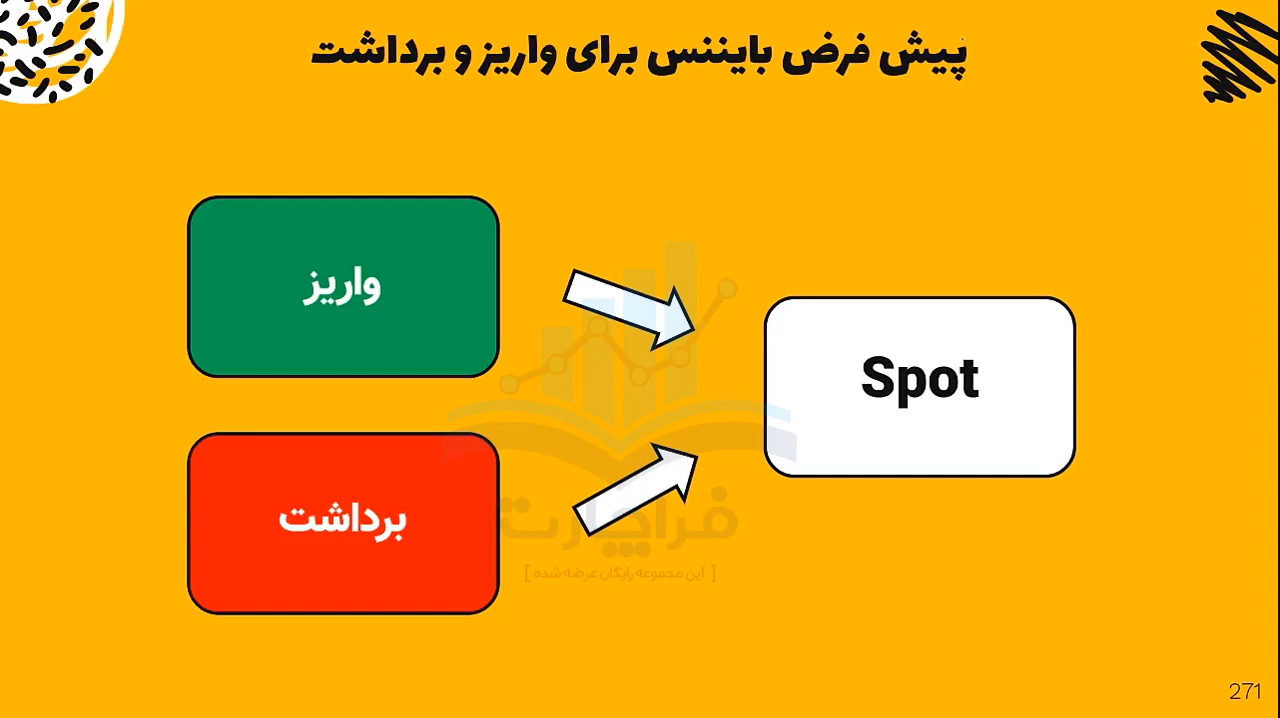 پیش فرض بایننس برای واریز و برداشت
واریز
Spot
برداشت
فراچارت
[ این مجموعه رایگان عرضه شده ]
271